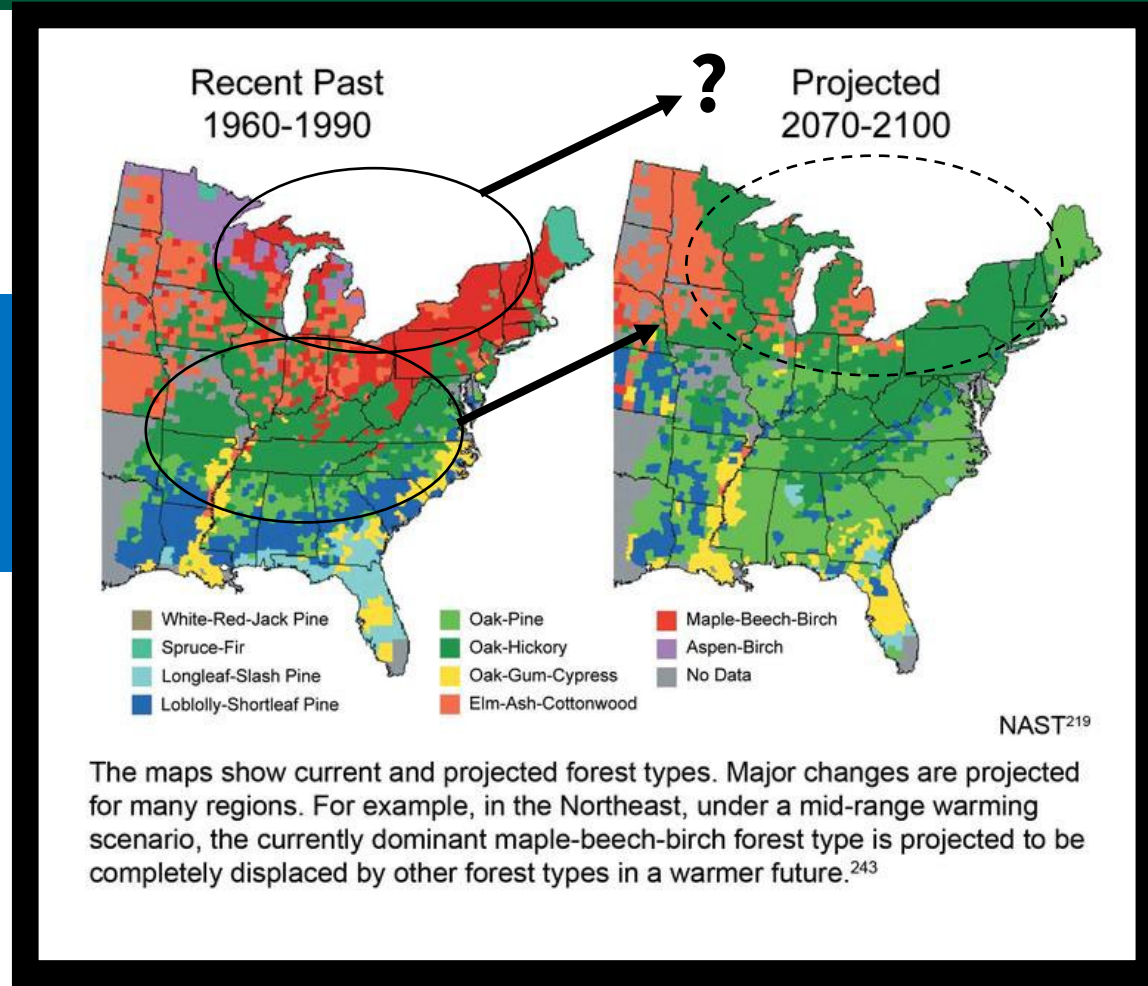 Recent Past
1960-1990
?
Projected
2070-2100
White-Red-Jack Pine
Spruce-Fir
Longleaf-Slash Pine
Loblolly-Shortleaf Pine
Oak-Pine
Oak-Hickory
Oak-Gum-Cypress
Elm-Ash-Cottonwood
Maple-Beech-Birch
Aspen-Birch
No Data
NAST219
The maps show current and projected forest types. Major changes are projected
for many regions. For example, in the Northeast, under a mid-range warming
scenario, the currently dominant maple-beech-birch forest type is projected to be
completely displaced by other forest types in a warmer future.243